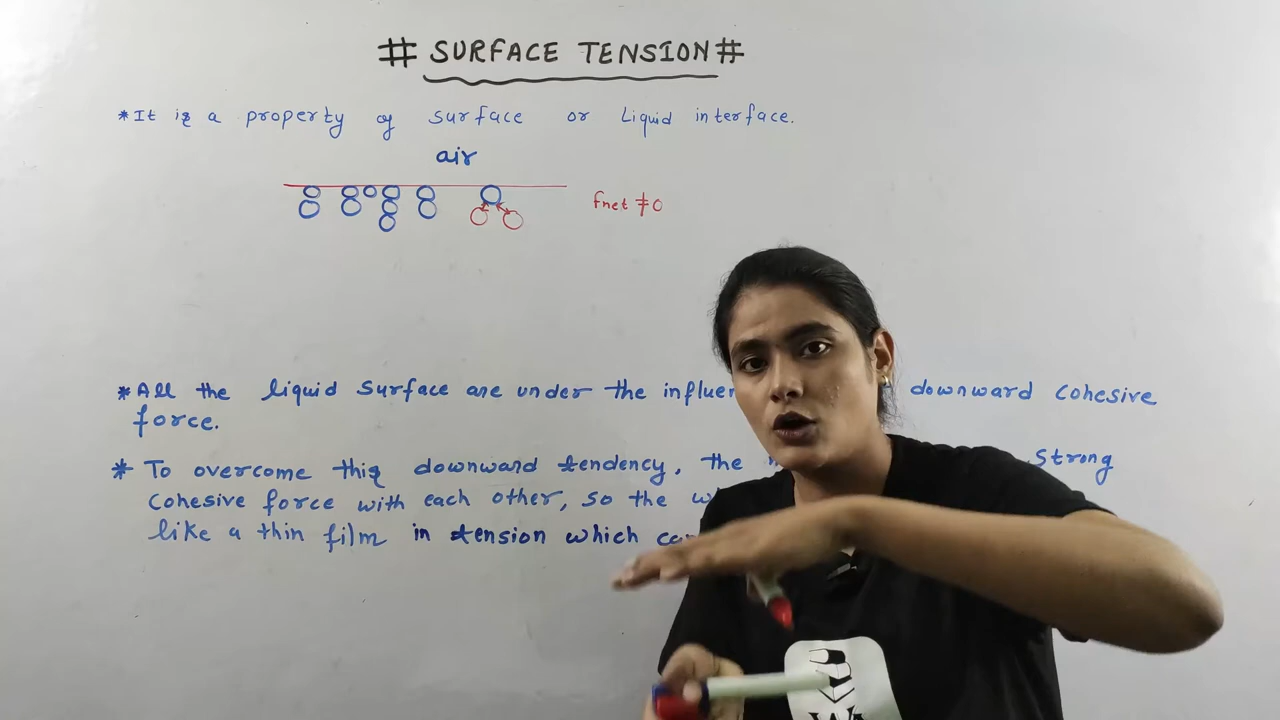 # SURFACE TENSION #
*It is a property of surface or Liquid interface.
air
fnet ≠ 0
*All the liquid surface are under the downward cohesive
force.
* To overcome this downward tendency, the Strong
cohesive force with each other, so the
like a thin film in tension which